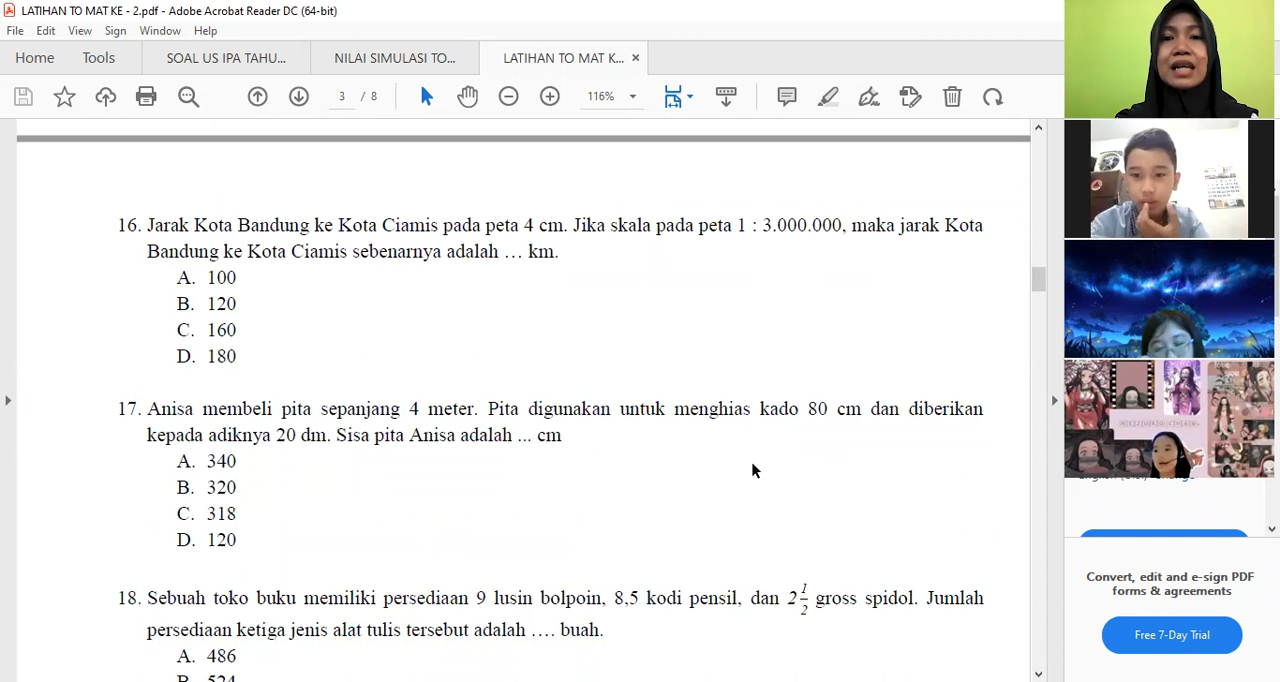 LATIHAN TO MAT KE - 2.pdf - Adobe Acrobat Reader DC (64-bit)
File Edit View Sign Window Help
Home Tools SOAL US IPA TAHU... NILAI SIMULASI TO... LATIHAN TO MAT K... ×
3 / 8 116%
16. Jarak Kota Bandung ke Kota Ciamis pada peta 4 cm. Jika skala pada peta 1 : 3.000.000, maka jarak Kota
Bandung ke Kota Ciamis sebenarnya adalah … km.
A. 100
B. 120
C. 160
D. 180
17. Anisa membeli pita sepanjang 4 meter. Pita digunakan untuk menghias kado 80 cm dan diberikan
kepada adiknya 20 dm. Sisa pita Anisa adalah ... cm
A. 340
B. 320
C. 318
D. 120
18. Sebuah toko buku memiliki persediaan 9 lusin bolpoin, 8,5 kodi pensil, dan 2 1/2 gross spidol. Jumlah
persediaan ketiga jenis alat tulis tersebut adalah …. buah.
A. 486
Convert, edit and e-sign PDF
forms & agreements
Free 7-Day Trial